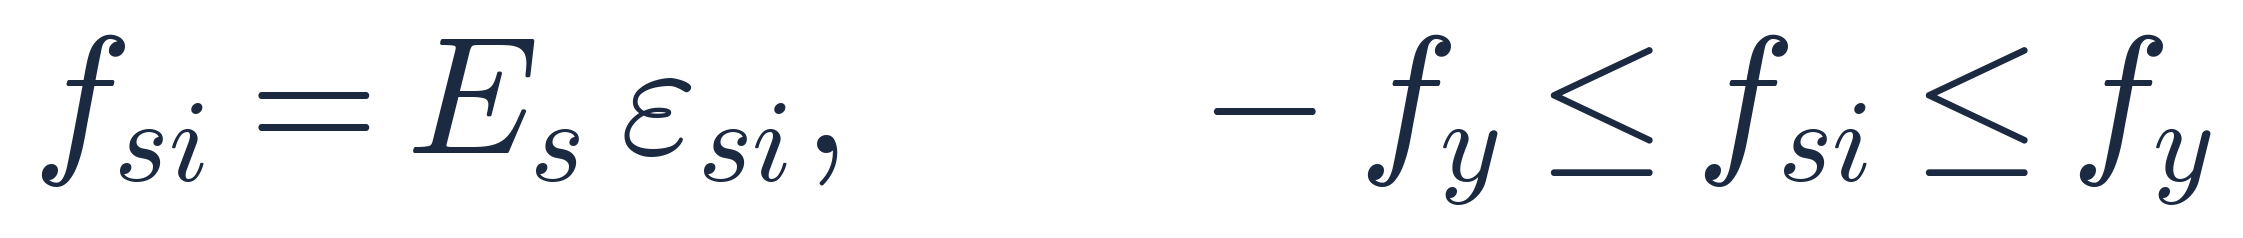 f_{si} = E_s ε_{si}, −f_y ≤ f_{si} ≤ f_y